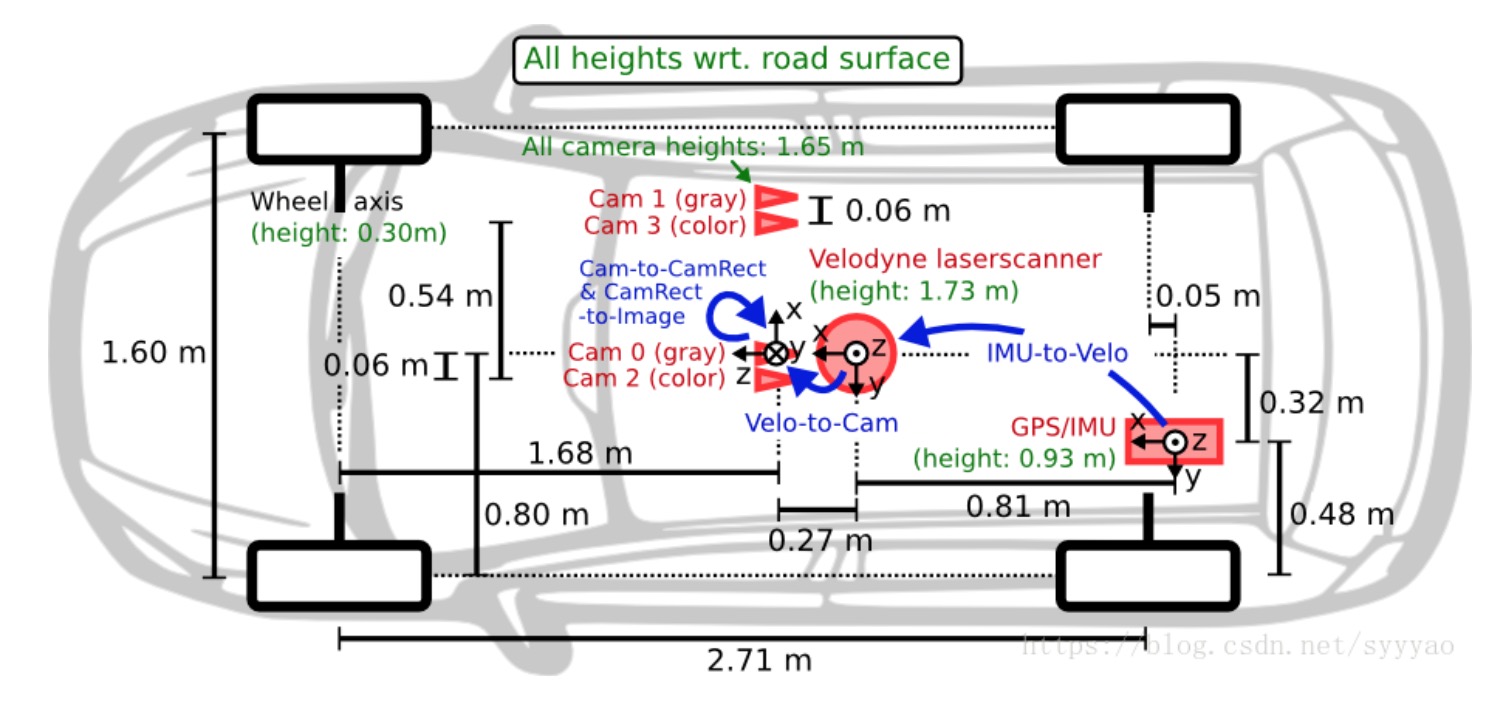 All heights wrt. road surface
All camera heights: 1.65 m
Wheel axis
(height: 0.30m)
Cam 1 (gray)
Cam 3 (color)
0.06 m
Cam-to-CamRect
& CamRect
-to-Image
Velodyne laserscanner
(height: 1.73 m)
0.54 m
0.05 m
x
x
1.60 m
0.06 m
Cam 0 (gray)
y
z
IMU-to-Velo
z
Cam 2 (color)
y
0.32 m
Velo-to-Cam
GPS/IMU
x
z
1.68 m
(height: 0.93 m)
y
0.80 m
0.81 m
0.48 m
0.27 m
2.71 m
https://blog.csdn.net/syyyao